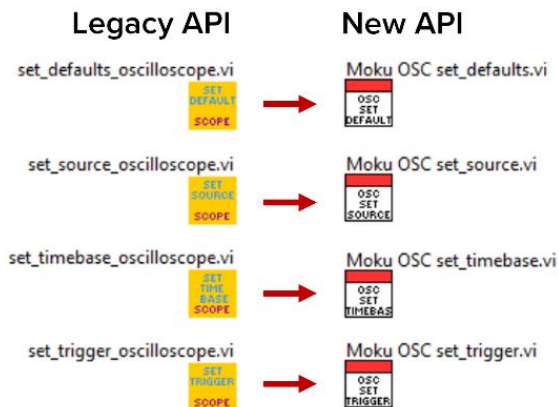 Legacy API New API
set_defaults_oscilloscope.vi Moku OSC set_defaults.vi
SET
DEFAULT
SCOPE
OSC
SET
DEFAULT
set_source_oscilloscope.vi Moku OSC set_source.vi
SET
SOURCE
SCOPE
OSC
SET
SOURCE
set_timebase_oscilloscope.vi Moku OSC set_timebase.vi
SET
TIME
BASE
SCOPE
OSC
SET
TIMEBAS
set_trigger_oscilloscope.vi Moku OSC set_trigger.vi
SET
TRIGGER
SCOPE
OSC
SET
TRIGGER